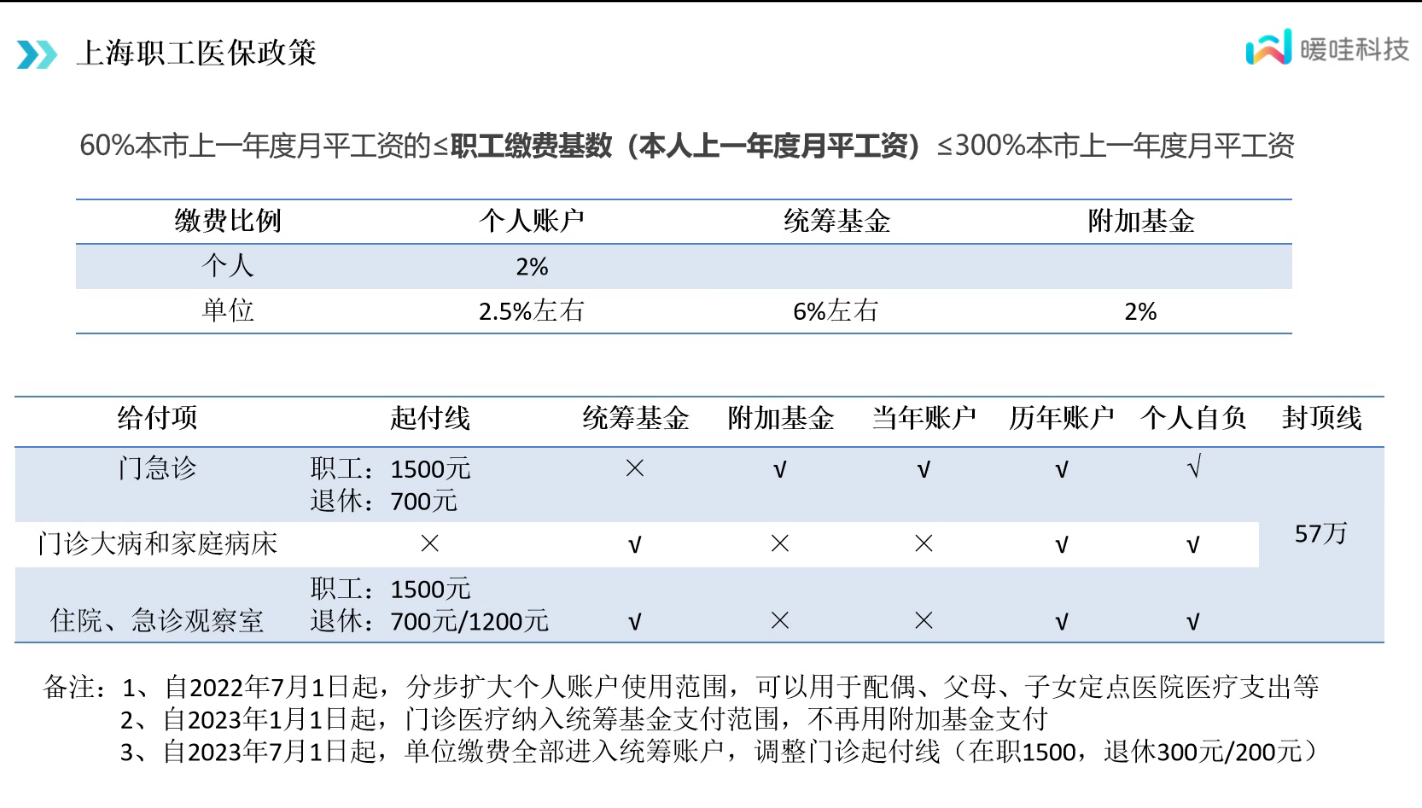 上海职工医保政策
暖哇科技
60%本市上一年度月平工资的≤职工缴费基数（本人上一年度月平工资）≤300%本市上一年度月平工资
缴费比例 个人账户 统筹基金 附加基金
个人 2%
单位 2.5%左右 6%左右 2%
给付项 起付线 统筹基金 附加基金 当年账户 历年账户 个人自负 封顶线
门急诊 职工：1500元 × √ √ √ √
退休：700元
57万
门诊大病和家庭病床 × √ × × √ √
职工：1500元
住院、急诊观察室 退休：700元/1200元 √ × × √ √
备注：1、自2022年7月1日起，分步扩大个人账户使用范围，可以用于配偶、父母、子女定点医院医疗支出等
2、自2023年1月1日起，门诊医疗纳入统筹基金支付范围，不再用附加基金支付
3、自2023年7月1日起，单位缴费全部进入统筹账户，调整门诊起付线（在职1500，退休300元/200元）